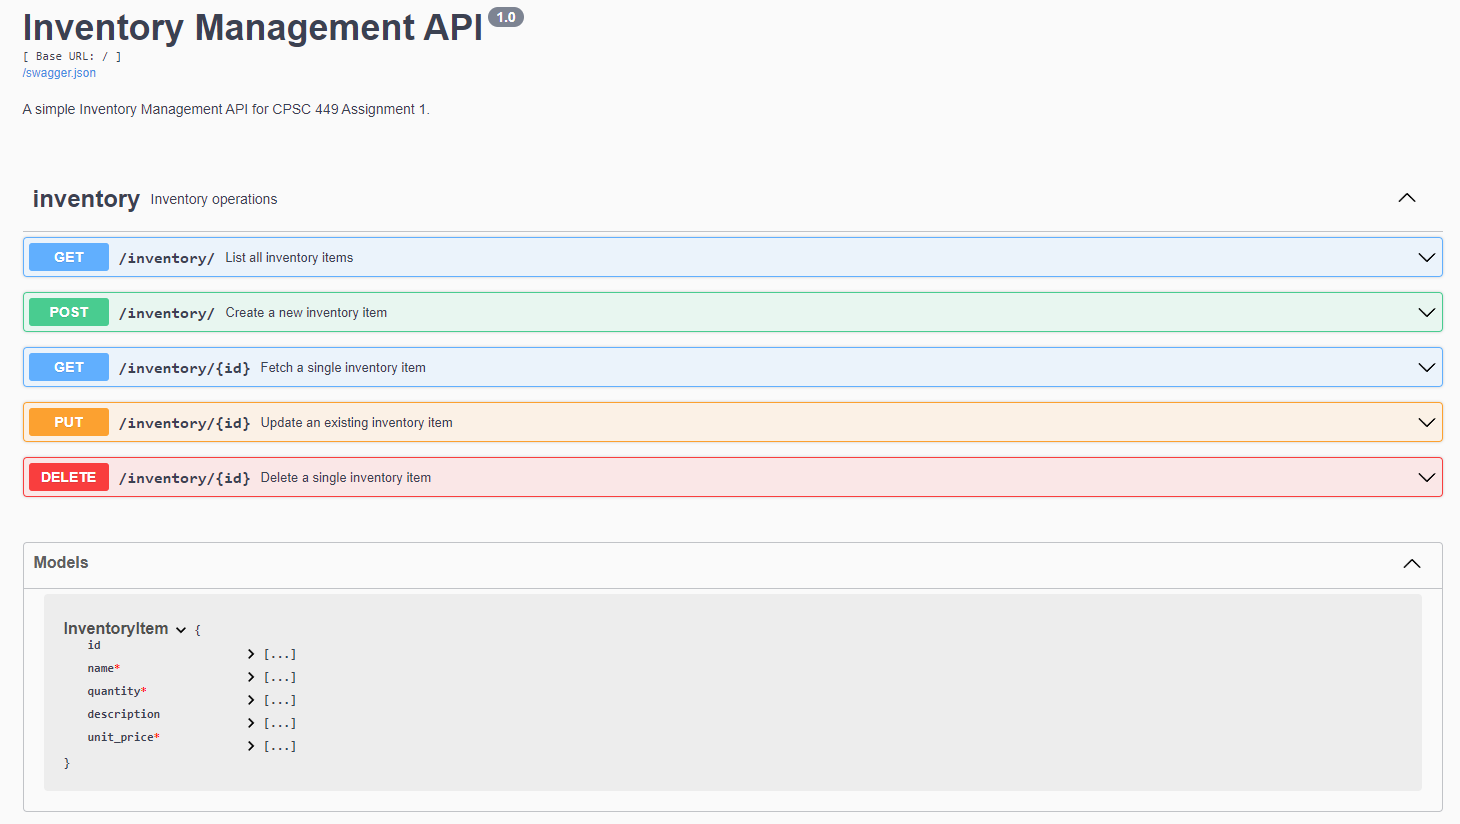 Inventory Management API 1.0
[ Base URL: / ]
/swagger.json
A simple Inventory Management API for CPSC 449 Assignment 1.
inventory Inventory operations
GET /inventory/ List all inventory items
POST /inventory/ Create a new inventory item
GET /inventory/{id} Fetch a single inventory item
PUT /inventory/{id} Update an existing inventory item
DELETE /inventory/{id} Delete a single inventory item
Models
InventoryItem {
id [...]
name* [...]
quantity* [...]
description [...]
unit_price* [...]
}